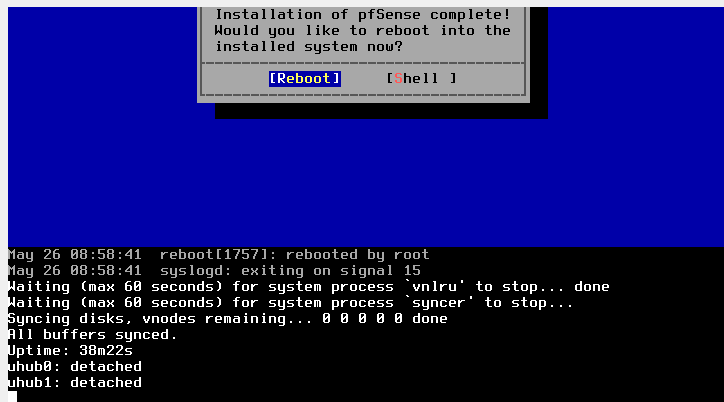 Installation of pfSense complete!
Would you like to reboot into the
installed system now?
[Reboot] [ Shell ]
May 26 08:58:41 reboot[1757]: rebooted by root
May 26 08:58:41 syslogd: exiting on signal 15
Waiting (max 60 seconds) for system process `vnlru' to stop... done
Waiting (max 60 seconds) for system process `syncer' to stop...
Syncing disks, vnodes remaining... 0 0 0 0 0 done
All buffers synced.
Uptime: 38m22s
uhub0: detached
uhub1: detached